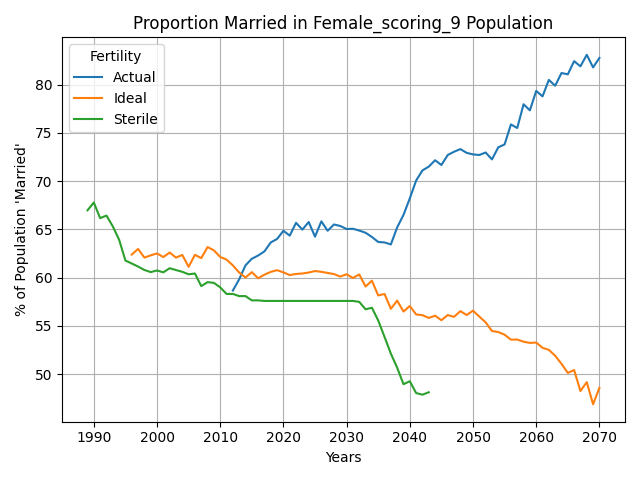 Proportion Married in Female_scoring_9 Population
Fertility
Actual
Ideal
Sterile
% of Population 'Married'
80
75
70
65
60
55
50
1990
2000
2010
2020
2030
2040
2050
2060
2070
Years